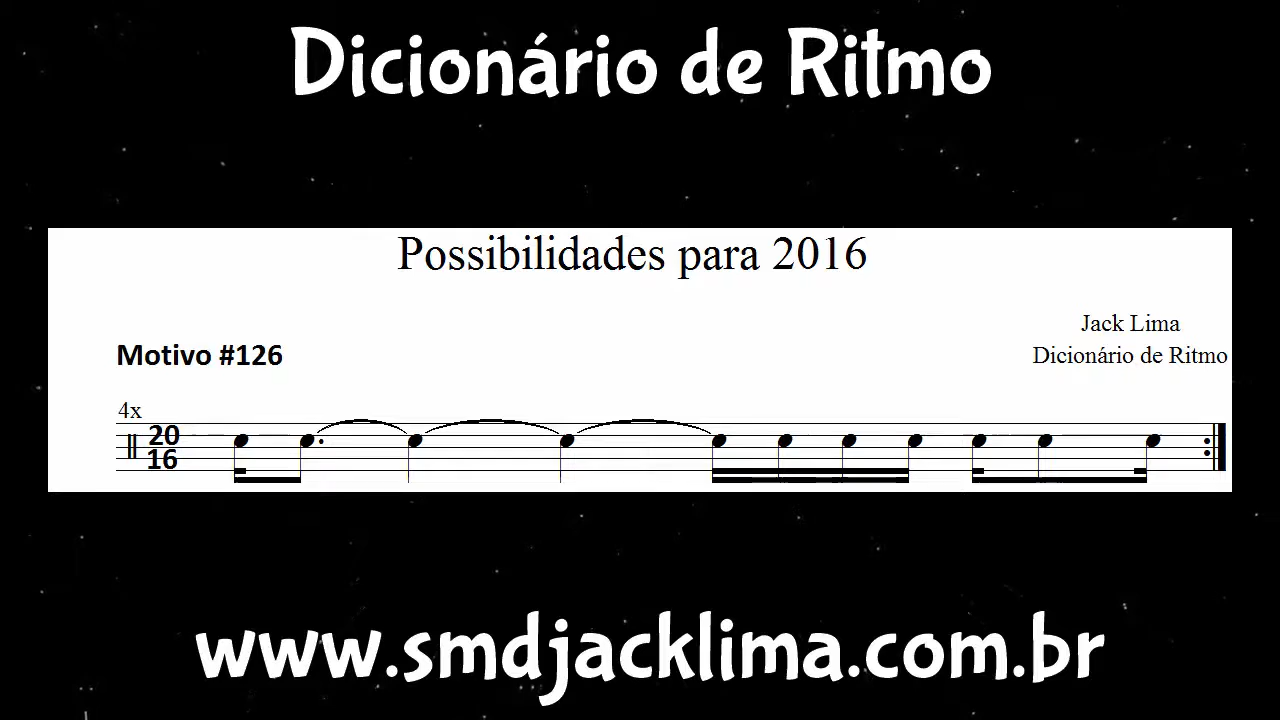 Dicionário de Ritmo
Possibilidades para 2016
Jack Lima
Motivo #126
Dicionário de Ritmo
4x
20
16
www.smdjacklima.com.br